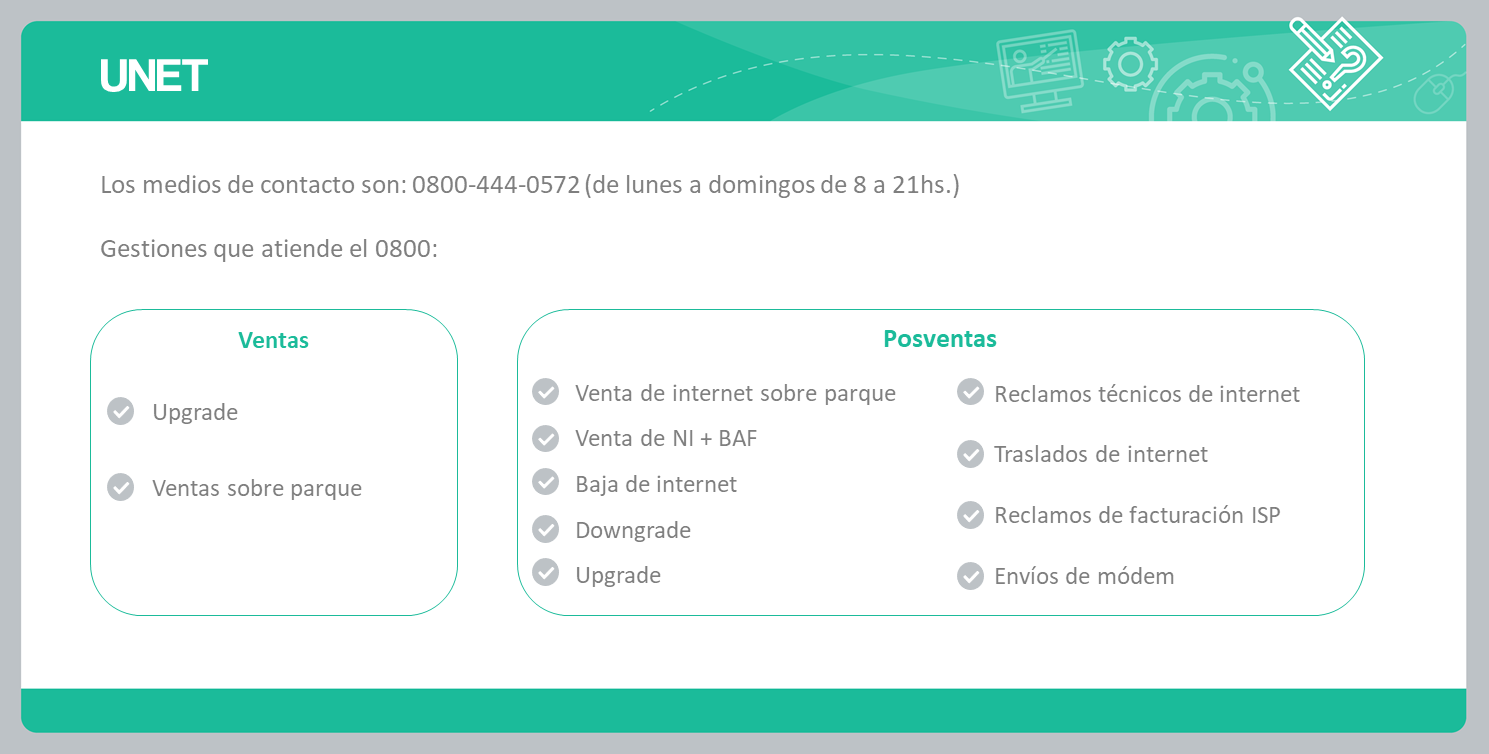 UNET
Los medios de contacto son: 0800-444-0572 (de lunes a domingos de 8 a 21hs.)
Gestiones que atiende el 0800:
Ventas
Upgrade
Ventas sobre parque
Posventas
Venta de internet sobre parque
Venta de NI + BAF
Baja de internet
Downgrade
Upgrade
Reclamos técnicos de internet
Traslados de internet
Reclamos de facturación ISP
Envíos de módem